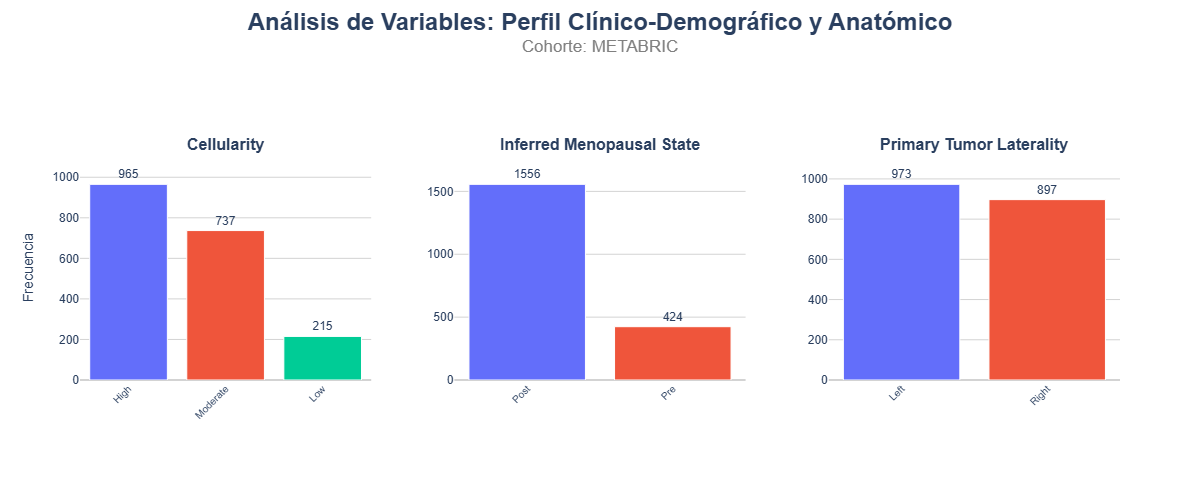 Análisis de Variables: Perfil Clínico-Demográfico y Anatómico
Cohorte: METABRIC
Cellularity
Frecuencia
1000
800
600
400
200
0
965
737
215
High
Moderate
Low
Inferred Menopausal State
1500
1000
500
0
1556
424
Post
Pre
Primary Tumor Laterality
1000
800
600
400
200
0
973
897
Left
Right